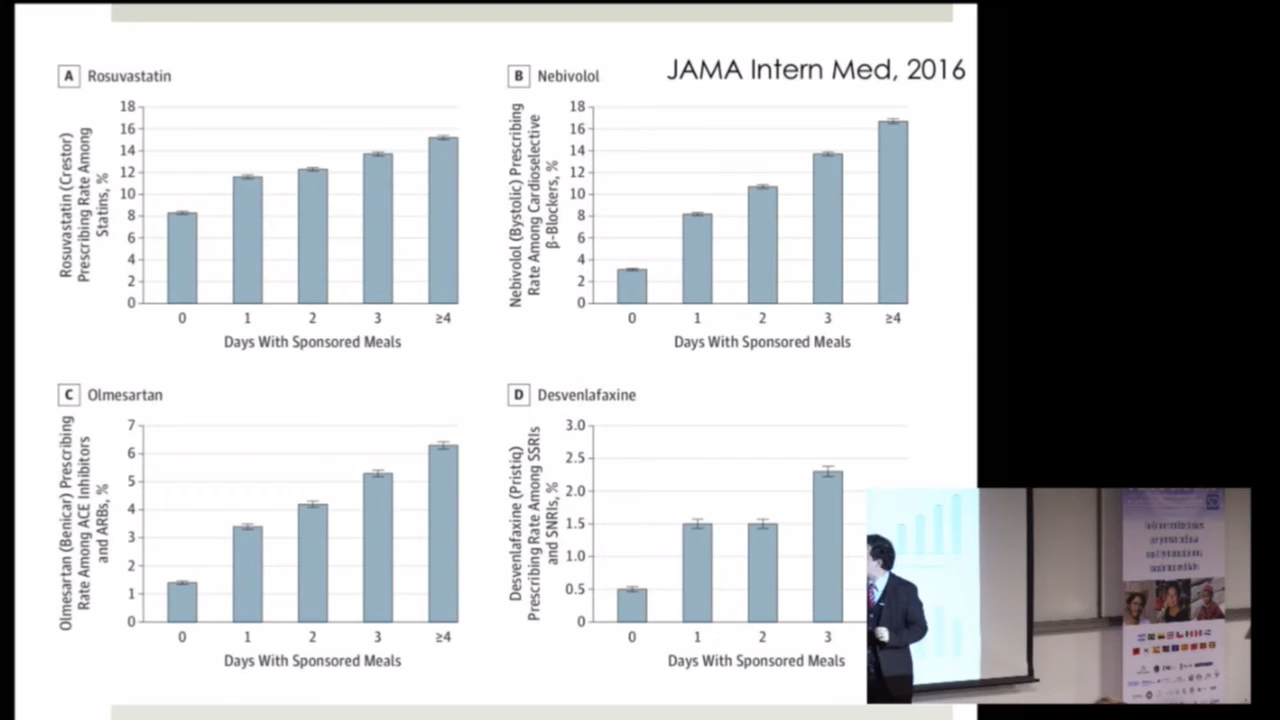 JAMA Intern Med, 2016
A Rosuvastatin
Rosuvastatin (Crestor)
Prescribing Rate Among
Statins, %
18
16
14
12
10
8
6
4
2
0
0 1 2 3 ≥4
Days With Sponsored Meals
B Nebivolol
Nebivolol (Bystolic) Prescribing
Rate Among Cardioselective
β-Blockers, %
18
16
14
12
10
8
6
4
2
0
0 1 2 3 ≥4
Days With Sponsored Meals
C Olmesartan
Olmesartan (Benicar) Prescribing
Rate Among ACE Inhibitors
and ARBs, %
7
6
5
4
3
2
1
0
0 1 2 3 ≥4
Days With Sponsored Meals
D Desvenlafaxine
Desvenlafaxine (Pristiq)
Prescribing Rate Among SSRIs
and SNRIs, %
3.0
2.5
2.0
1.5
1.0
0.5
0
0 1 2 3
Days With Sponsored Meals